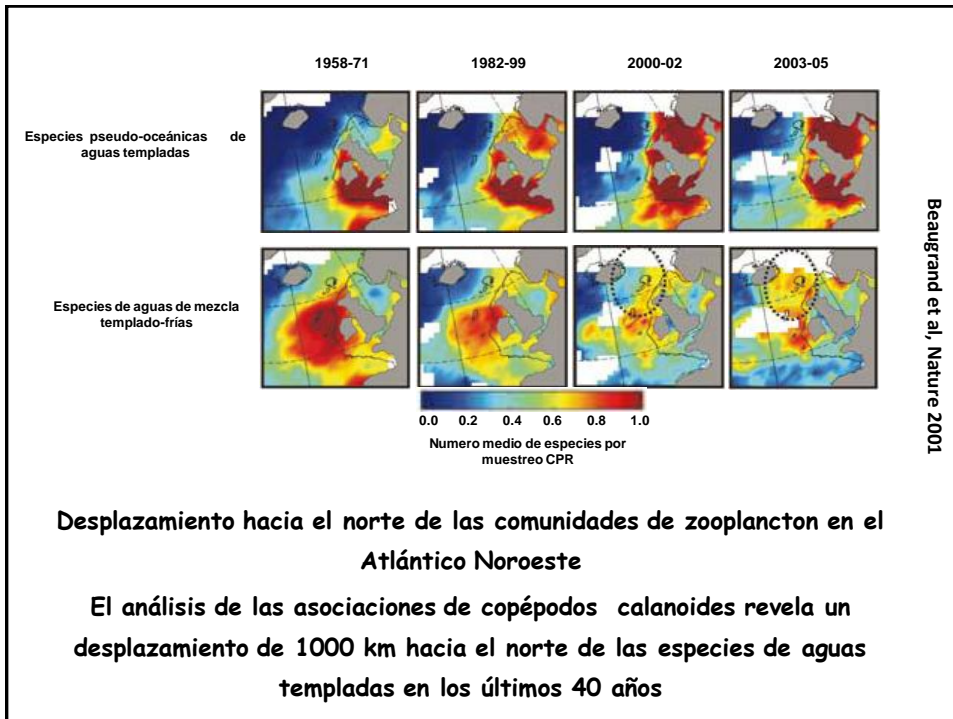 1958-71 1982-99 2000-02 2003-05
Especies pseudo-oceánicas de
aguas templadas
Especies de aguas de mezcla
templado-frías
0.0 0.2 0.4 0.6 0.8 1.0
Numero medio de especies por
muestreo CPR
Beaugrand et al, Nature 2001
Desplazamiento hacia el norte de las comunidades de zooplancton en el
Atlántico Noroeste
El análisis de las asociaciones de copépodos calanoides revela un
desplazamiento de 1000 km hacia el norte de las especies de aguas
templadas en los últimos 40 años